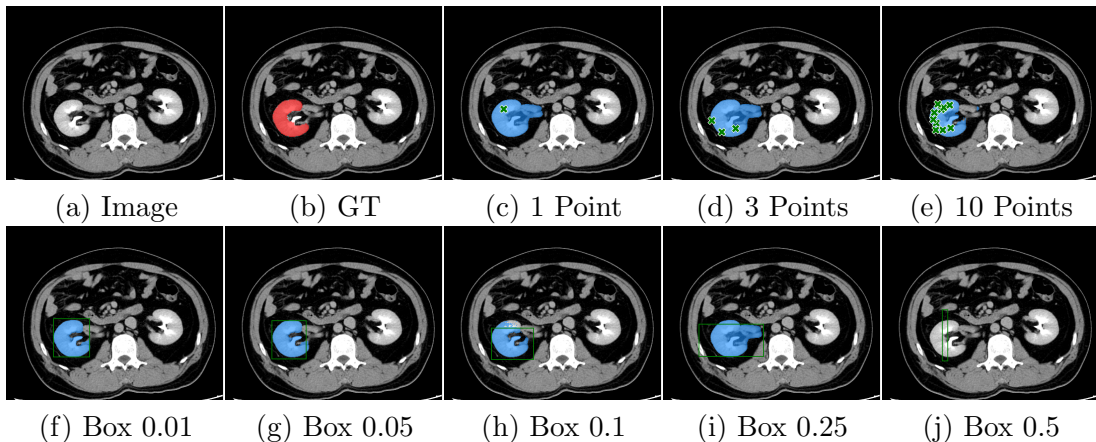 (a) Image (b) GT (c) 1 Point (d) 3 Points (e) 10 Points
(f) Box 0.01 (g) Box 0.05 (h) Box 0.1 (i) Box 0.25 (j) Box 0.5